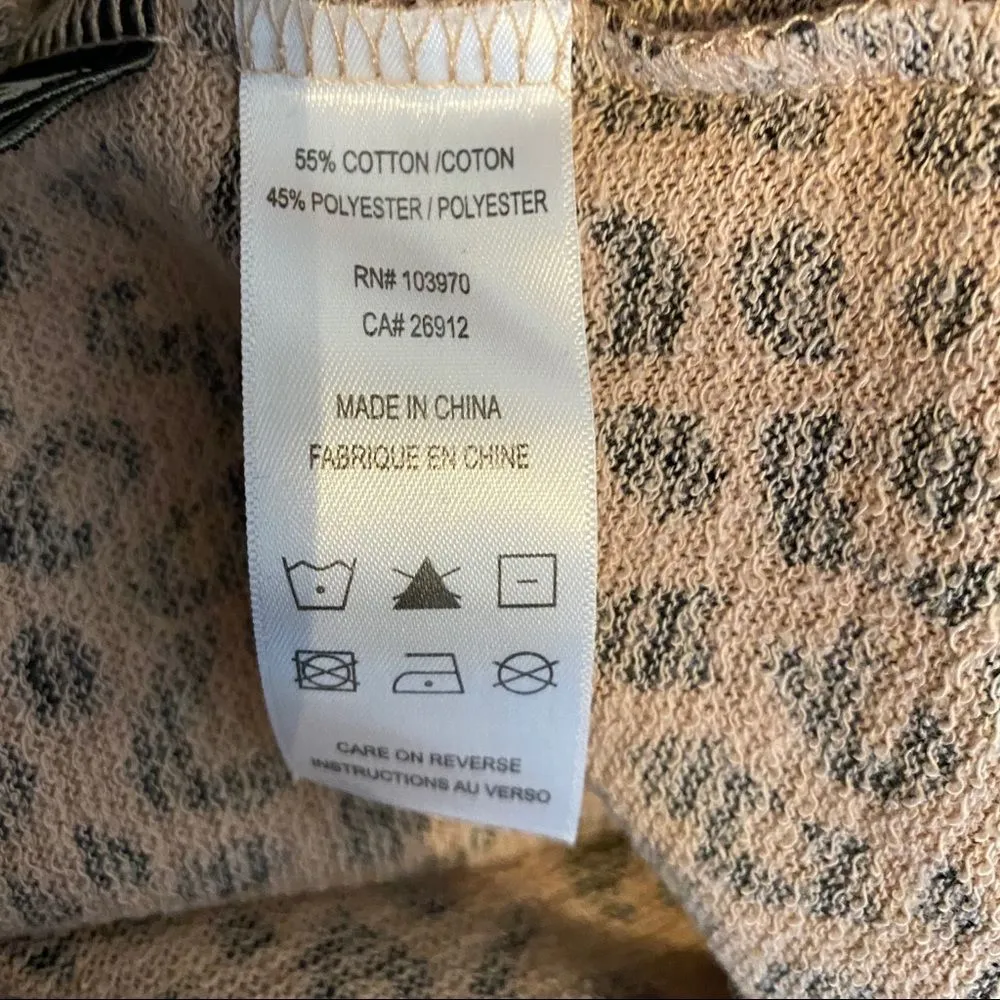 55% COTTON /COTON
45% POLYESTER / POLYESTER
RN# 103970
CA# 26912
MADE IN CHINA
FABRIQUE EN CHINE
CARE ON REVERSE
INSTRUCTIONS AU VERSO